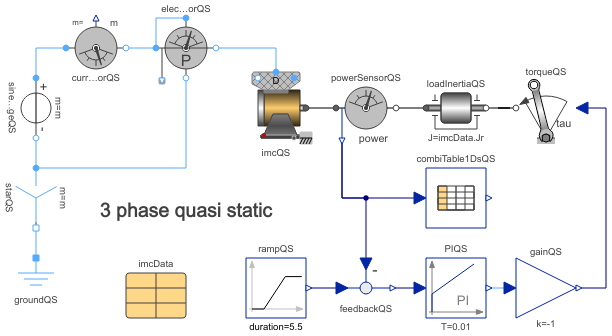 elec...orQS
m= m
P
curr...orQS
sine...geQS
+
m=m
-
D
powerSensorQS
loadInertiaQS
torqueQS
tau
imcQS
power
J=imcData.Jr
combiTable1DsQS
starQS
m=m
3 phase quasi static
groundQS
imcData
rampQS
duration=5.5
-
feedbackQS
PIQS
PI
T=0.01
gainQS
k=-1